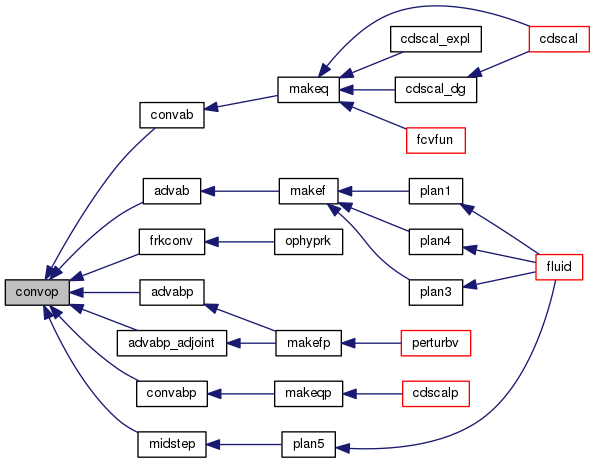 cdscal_expl
cdscal
makeq
cdscal_dg
convab
fcvfun
advab
makef
plan1
frkconv
ophyprk
plan4
fluid
convop
advabp
plan3
advabp_adjoint
makefp
perturbv
convabp
makeqp
cdscalp
midstep
plan5